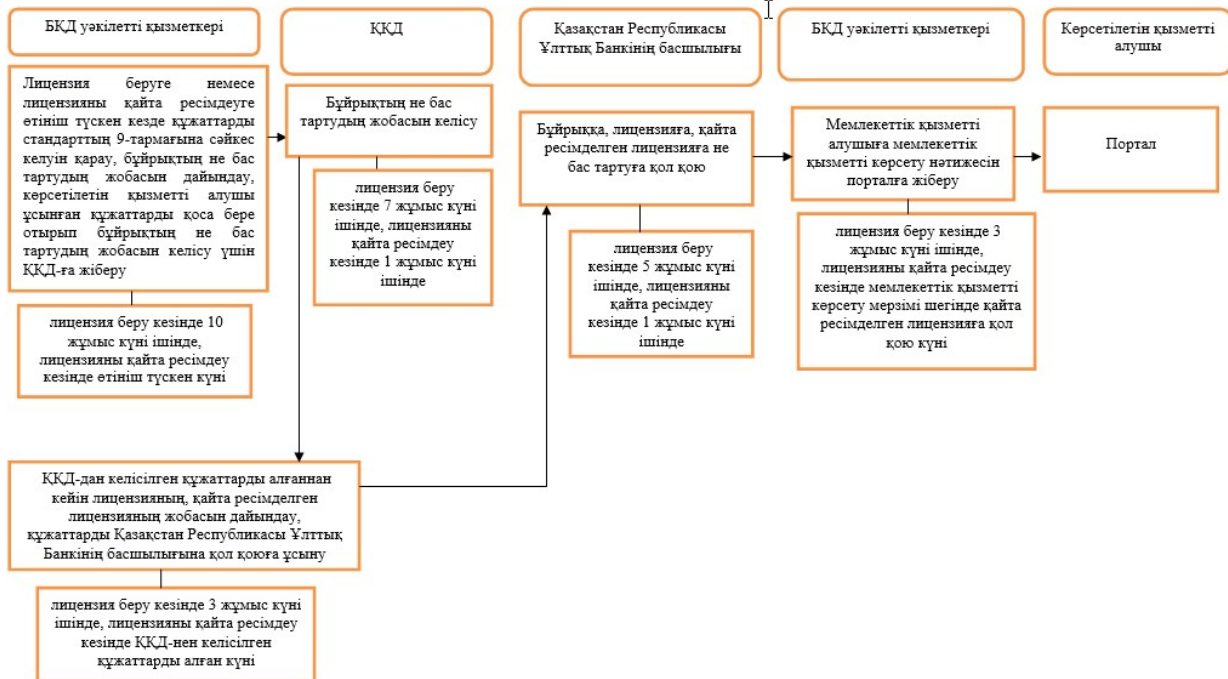 БҚД уәкілетті қызметкері
ҚҚД
Қазақстан Республикасы
Ұлттық Банкінің басшылығы
БҚД уәкілетті қызметкері
Көрсетілетін қызметті
алушы
Лицензия беруге немесе
лицензияны қайта ресімдеуге
өтініш түскен кезде құжаттарды
стандарттың 9-тармағына сәйкес
келуін қарау, бұйрықтың не бас
тартудың жобасын дайындау,
көрсетілетін қызметті алушы
ұсынған құжаттарды қоса бере
отырып бұйрықтың не бас
тартудың жобасын келісу үшін
ҚҚД-ға жіберу
лицензия беру кезінде 10
жұмыс күні ішінде,
лицензияны қайта ресімдеу
кезінде өтініш түскен күні
Бұйрықтың не бас
тартудың жобасын келісу
лицензия беру
кезінде 7 жұмыс күні
ішінде, лицензияны
қайта ресімдеу
кезінде 1 жұмыс күні
ішінде
Бұйрыққа, лицензияға, қайта
ресімделген лицензияға не
бас тартуға қол қою
лицензия беру
кезінде 5 жұмыс күні
ішінде, лицензияны
қайта ресімдеу
кезінде 1 жұмыс күні
ішінде
Мемлекеттік қызметті
алушыға мемлекеттік
қызметті көрсету нәтижесін
порталға жіберу
лицензия беру кезінде 3
жұмыс күні ішінде,
лицензияны қайта ресімдеу
кезінде мемлекеттік қызметті
көрсету мерзімі шегінде қайта
ресімделген лицензияға қол
қою күні
Портал
ҚҚД-дан келісілген құжаттарды алғаннан
кейін лицензияның, қайта ресімделген
лицензияның жобасын дайындау,
құжаттарды Қазақстан Республикасы Ұлттық
Банкінің басшылығына қол қоюға ұсыну
лицензия беру кезінде 3 жұмыс күні
ішінде, лицензияны қайта ресімдеу
кезінде ҚҚД-нен келісілген
құжаттарды алған күні